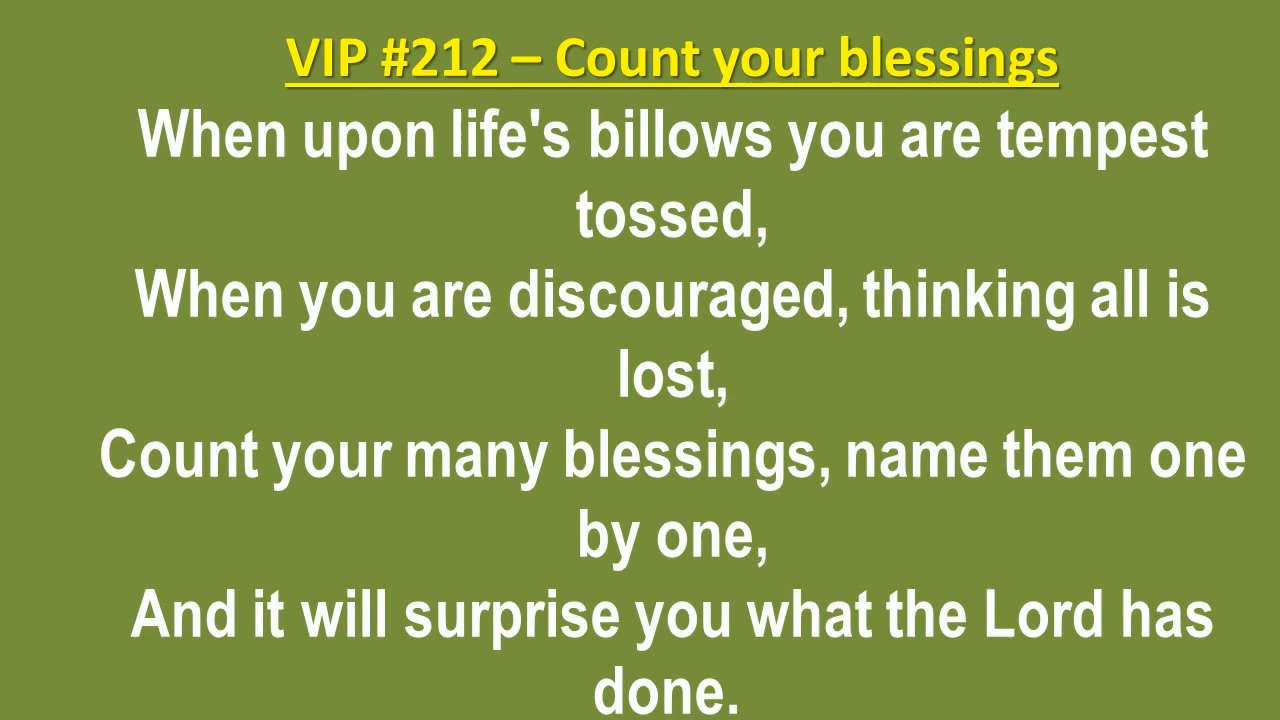 VIP #212 – Count your blessings
When upon life's billows you are tempest
tossed,
When you are discouraged, thinking all is
lost,
Count your many blessings, name them one
by one,
And it will surprise you what the Lord has
done.